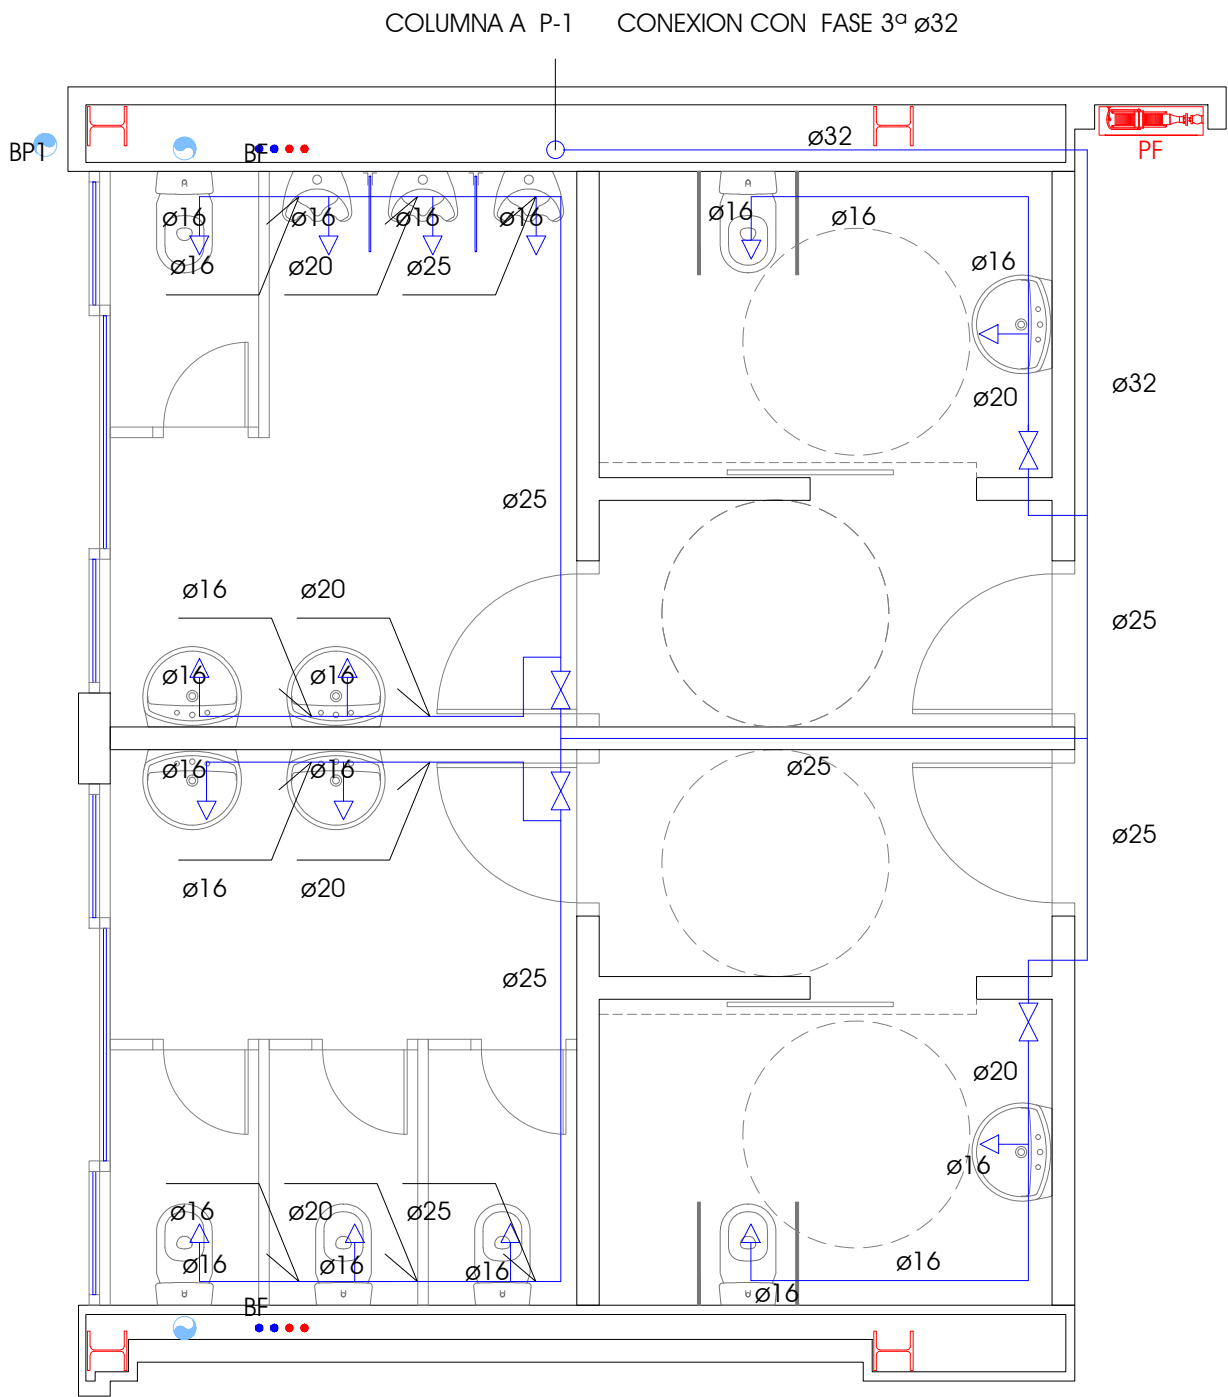 COLUMNA A P-1 CONEXION CON FASE 3ª ø32
BP1
BF
ø32
PF
ø16 ø16 ø16 ø16 ø16 ø16
ø16 ø20 ø25 ø16
ø32
ø20
ø25
ø16 ø20
ø25
ø16 ø16
ø16 ø16 ø25
ø25
ø16 ø20
ø25
ø20
ø16
ø16 ø20 ø25
ø16 ø16 ø16 ø16
ø16
BF